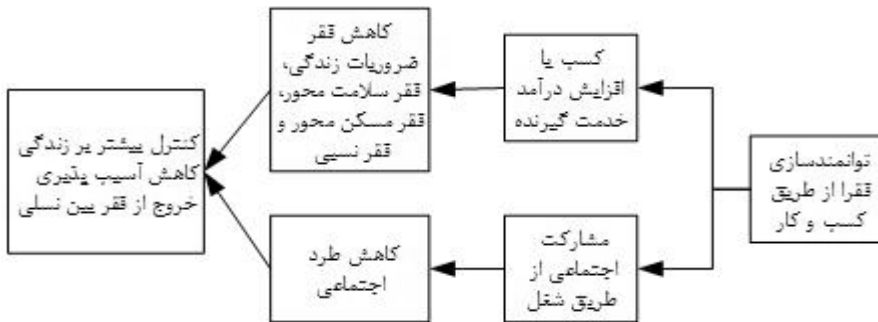 توانمندسازی
فقرا از طریق
کسب و کار
کسب یا
افزایش درآمد
خدمت گیرنده
مشارکت
اجتماعی از
طریق شغل
کاهش فقر
ضروریات زندگی،
فقر سلامت محور،
فقر مسکن محور و
فقر نسبی
کاهش طرد
اجتماعی
کنترل بیشتر بر زندگی
کاهش آسیب پذیری
خروج از فقر بین نسلی